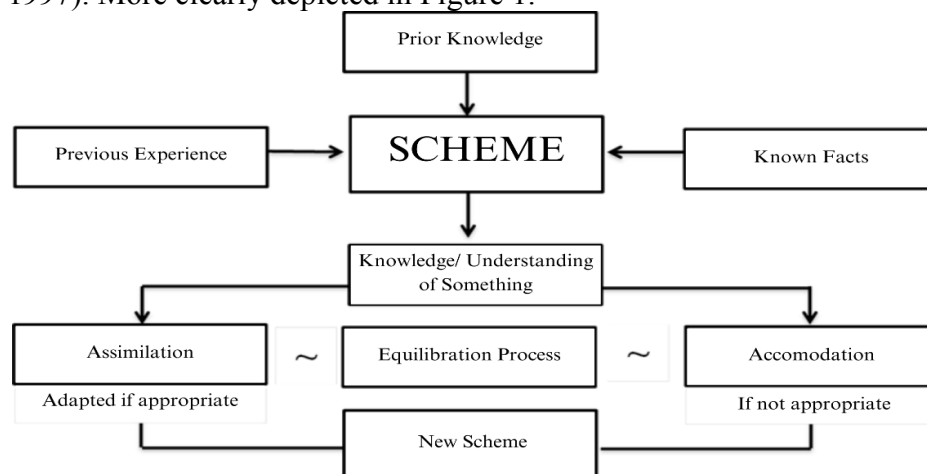 1997). More clearly depicted in Figure 1.
Prior Knowledge
Previous Experience
SCHEME
Known Facts
Knowledge/ Understanding
of Something
Assimilation
~
Equilibration Process
~
Accomodation
Adapted if appropriate
If not appropriate
New Scheme